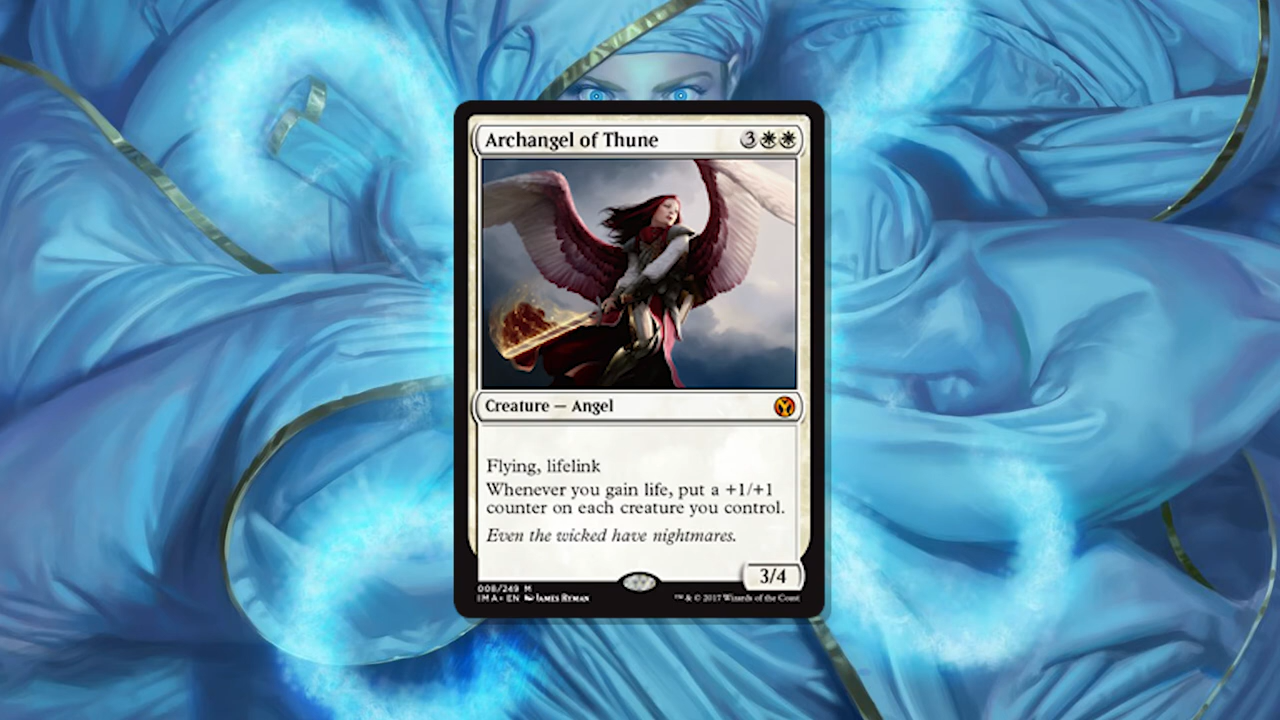 Archangel of Thune 3
Creature — Angel
Flying, lifelink
Whenever you gain life, put a +1/+1
counter on each creature you control.
Even the wicked have nightmares.
3/4
008/249 M
IMA • EN James Ryman
™ & © 2017 Wizards of the Coast